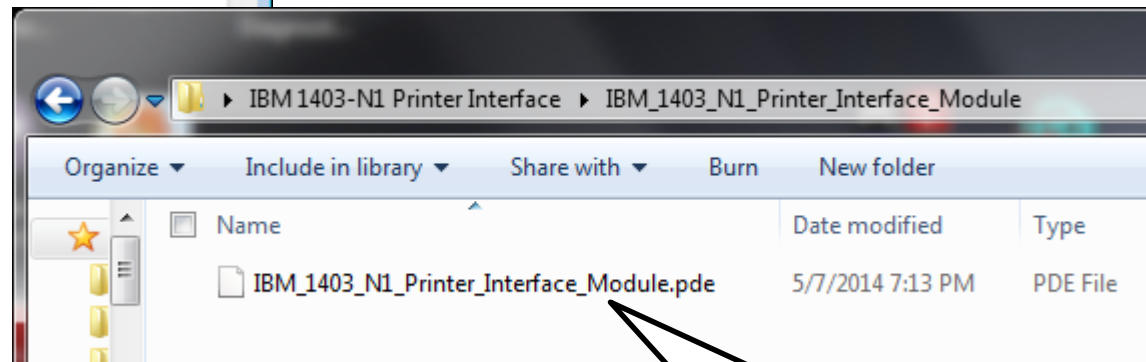 IBM 1403-N1 Printer Interface IBM_1403_N1_Printer_Interface_Module
Organize Include in library Share with Burn New folder
Name Date modified Type
IBM_1403_N1_Printer_Interface_Module.pde 5/7/2014 7:13 PM PDE File